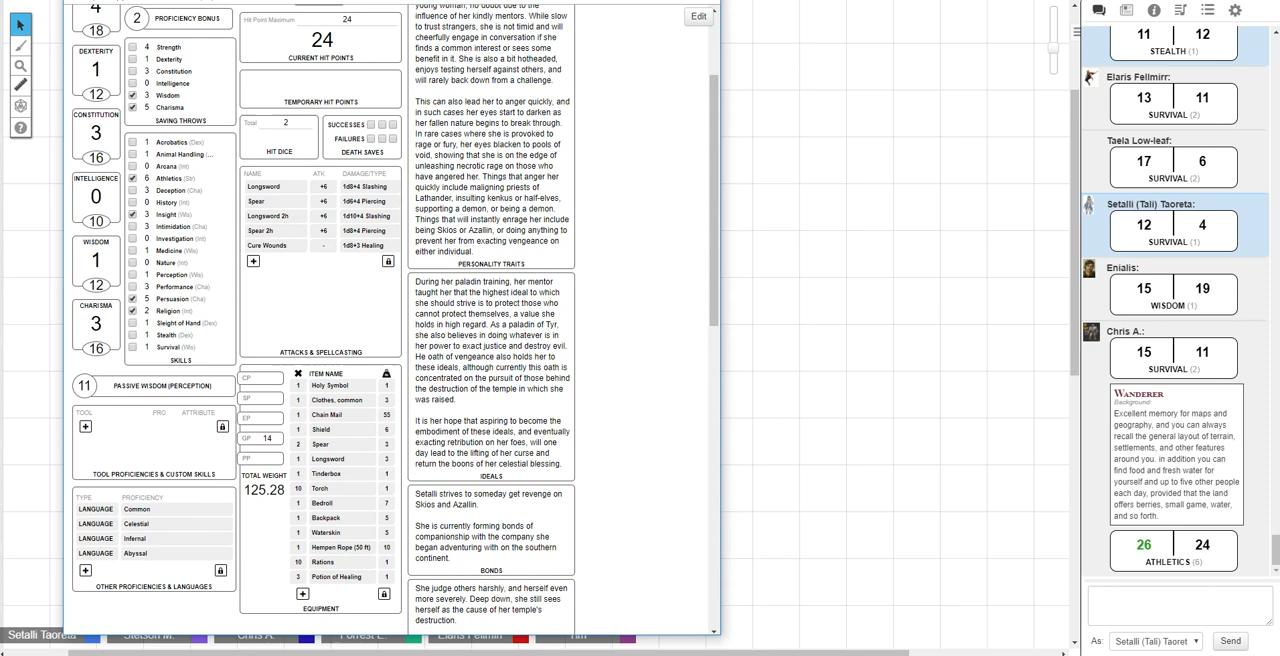 4
18
DEXTERITY
1
12
CONSTITUTION
3
16
INTELLIGENCE
0
10
WISDOM
1
12
CHARISMA
3
16
2 PROFICIENCY BONUS
4 Strength
1 Dexterity
3 Constitution
0 Intelligence
3 Wisdom
5 Charisma
SAVING THROWS
1 Acrobatics (Dex)
1 Animal Handling (...
0 Arcana (Int)
6 Athletics (Str)
3 Deception (Cha)
0 History (Int)
3 Insight (Wis)
3 Intimidation (Cha)
0 Investigation (Int)
1 Medicine (Wis)
0 Nature (Int)
1 Perception (Wis)
3 Performance (Cha)
5 Persuasion (Cha)
2 Religion (Int)
1 Sleight of Hand (Dex)
1 Stealth (Dex)
1 Survival (Wis)
SKILLS
11 PASSIVE WISDOM (PERCEPTION)
TOOL PRO ATTRIBUTE
TOOL PROFICIENCIES & CUSTOM SKILLS
TYPE PROFICIENCY
LANGUAGE Common
LANGUAGE Celestial
LANGUAGE Infernal
LANGUAGE Abyssal
OTHER PROFICIENCIES & LANGUAGES
Hit Point Maximum 24
24
CURRENT HIT POINTS
TEMPORARY HIT POINTS
Total 2
HIT DICE
SUCCESSES
FAILURES
DEATH SAVES
NAME ATK DAMAGE/TYPE
Longsword +6 1d8+4 Slashing
Spear +6 1d6+4 Piercing
Longsword 2h +6 1d10+4 Slashing
Spear 2h +6 1d8+4 Piercing
Cure Wounds - 1d8+3 Healing
ATTACKS & SPELLCASTING
CP
SP
EP
GP 14
PP
TOTAL WEIGHT
125.28
ITEM NAME
1 Holy Symbol 1
1 Clothes, common 3
1 Chain Mail 55
1 Shield 6
2 Spear 3
1 Longsword 3
1 Tinderbox 1
10 Torch 1
1 Bedroll 7
1 Backpack 5
1 Waterskin 5
1 Hempen Rope (50 ft) 10
10 Rations 1
3 Potion of Healing 1
EQUIPMENT
young woman, no doubt due to the
influence of her kindly mentors. While slow
to trust strangers, she is not timid and will
cheerfully engage in conversation if she
finds a common interest or sees some
benefit in it. She is also a bit hotheaded,
enjoys testing herself against others, and
will rarely back down from a challenge.
This can also lead her to anger quickly, and
in such cases her eyes start to darken as
her fallen nature begins to break through.
In rare cases where she is provoked to
rage or fury, her eyes blacken to pools of
void, showing that she is on the edge of
unleashing necrotic rage on those who
have angered her. Things that anger her
quickly include maligning priests of
Lathander, insulting kenkus or half-elves,
supporting a demon, or being a demon.
Things that will instantly enrage her include
being Skios or Azallin, or doing anything to
prevent her from exacting vengeance on
either individual.
PERSONALITY TRAITS
During her paladin training, her mentor
taught her that the highest ideal to which
she should strive is to protect those who
cannot protect themselves, a value she
holds in high regard. As a paladin of Tyr,
she also believes in doing whatever is in
her power to exact justice and destroy evil.
He oath of vengeance also holds her to
these ideals, although currently this oath is
concentrated on the pursuit of those behind
the destruction of the temple in which she
was raised.
It is her hope that aspiring to become the
embodiment of these ideals, and eventually
exacting retribution on her foes, will one
day lead to the lifting of her curse and
return the boons of her celestial blessing.
IDEALS
Setalli strives to someday get revenge on
Skios and Azallin.
She is currently forming bonds of
companionship with the company she
began adventuring with on the southern
continent.
BONDS
She judge others harshly, and herself even
more severely. Deep down, she still sees
herself as the cause of her temple's
destruction.
Edit
11 12
STEALTH (1)
Elaris Fellmirr:
13 11
SURVIVAL (2)
Taela Low-leaf:
17 6
SURVIVAL (2)
Setalli (Tali) Taoreta:
12 4
SURVIVAL (1)
Enialis:
15 19
WISDOM (1)
Chris A.:
15 11
SURVIVAL (2)
WANDERER
Background:
Excellent memory for maps and
geography, and you can always
recall the general layout of terrain,
settlements, and other features
around you. in addition you can
find food and fresh water for
yourself and up to five other people
each day, provided that the land
offers berries, small game, water,
and so forth.
26 24
ATHLETICS (6)
As: Setalli (Tali) Taoret
Send
Setalli Taoreta